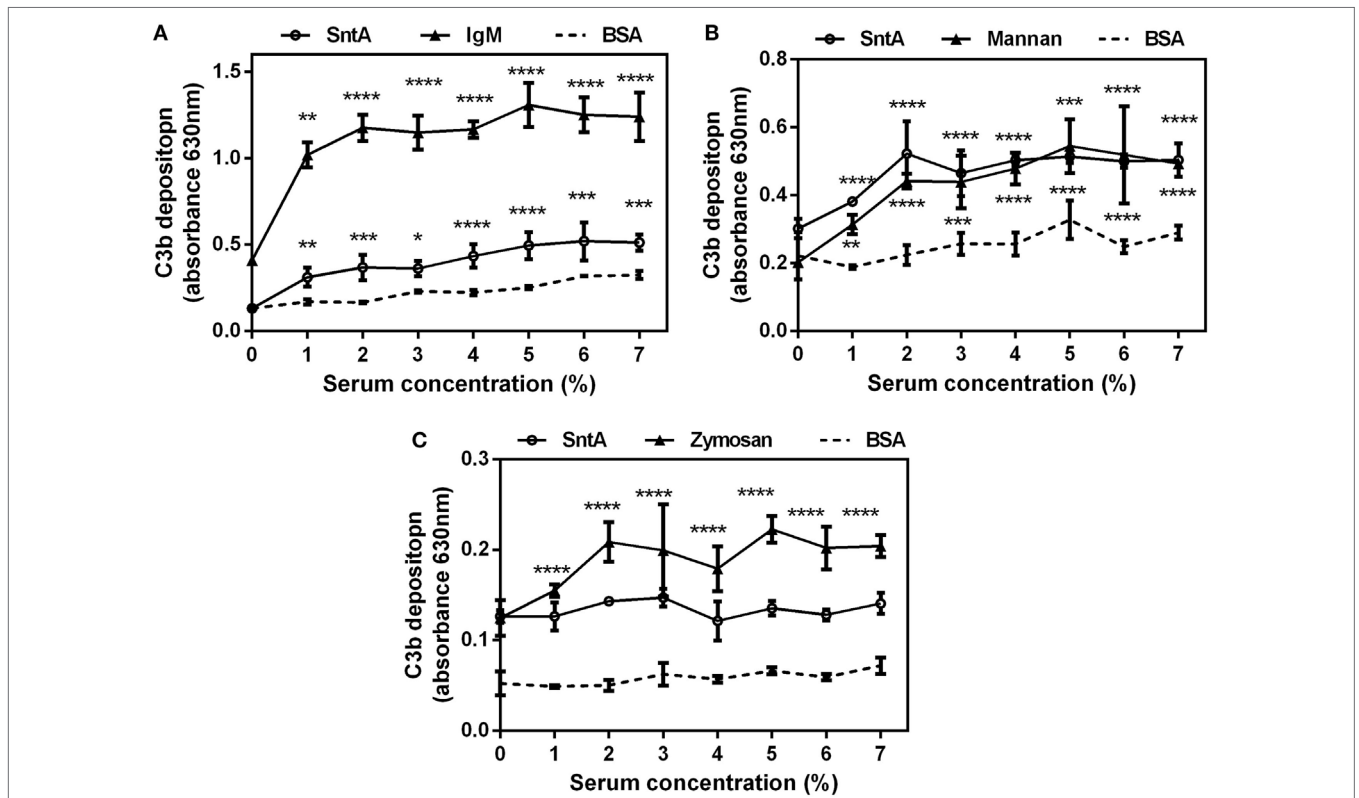 A
SntA IgM BSA
C3b depositopn
(absorbance 630nm)
1.5
1.0
0.5
0.0
** **** **** **** **** **** ****
** *** * **** **** *** ***
0 1 2 3 4 5 6 7
Serum concentration (%)
B
SntA Mannan BSA
C3b depositopn
(absorbance 630nm)
0.8
0.6
0.4
0.2
0.0
**** **** **** **** *** **** ****
** **** *** **** **** **** ****
0 1 2 3 4 5 6 7
Serum concentration (%)
C
SntA Zymosan BSA
C3b depositopn
(absorbance 630nm)
0.3
0.2
0.1
0.0
**** **** **** **** **** **** ****
0 1 2 3 4 5 6 7
Serum concentration (%)